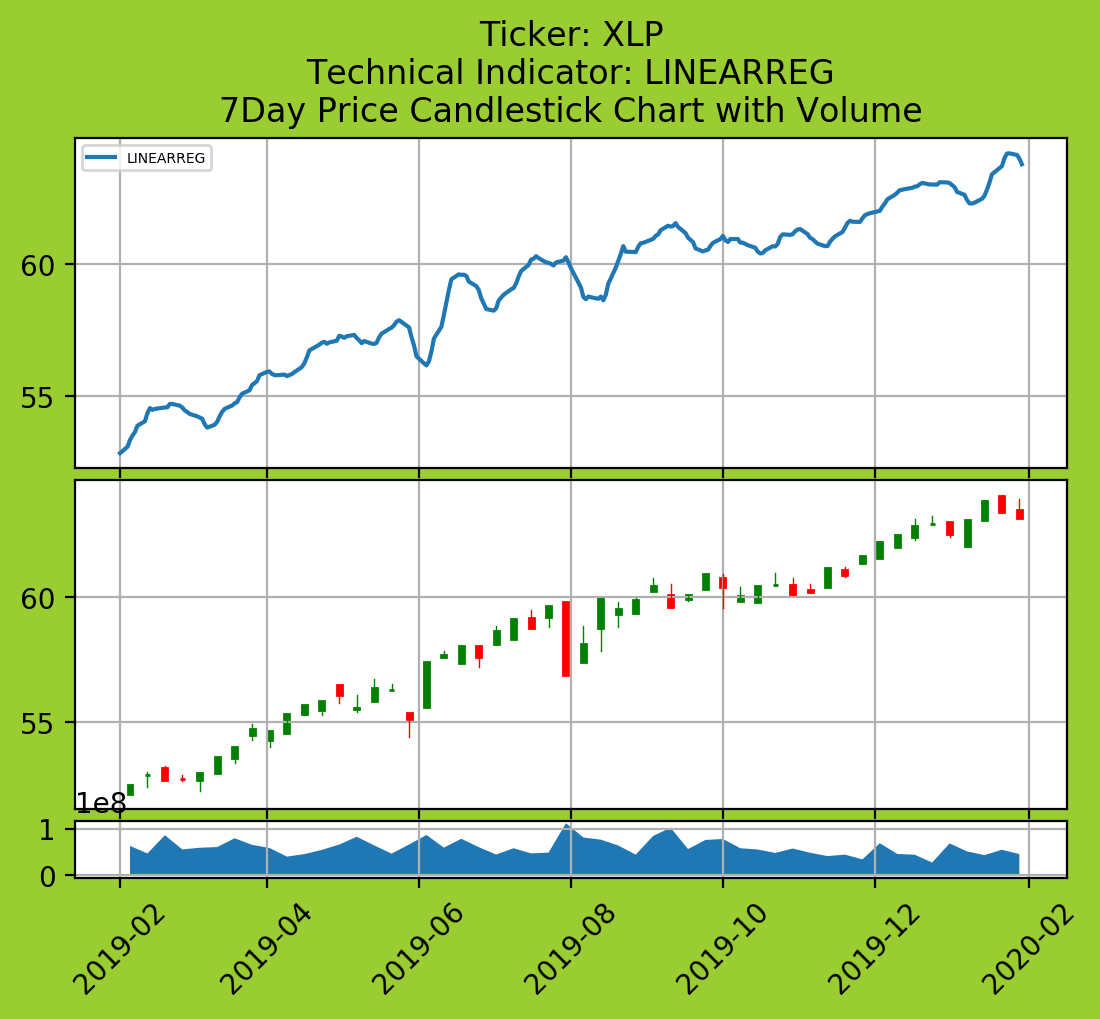 Ticker: XLP
Technical Indicator: LINEARREG
7Day Price Candlestick Chart with Volume
LINEARREG
60
55
60
55
1e8
1
0
2019-02
2019-04
2019-06
2019-08
2019-10
2019-12
2020-02